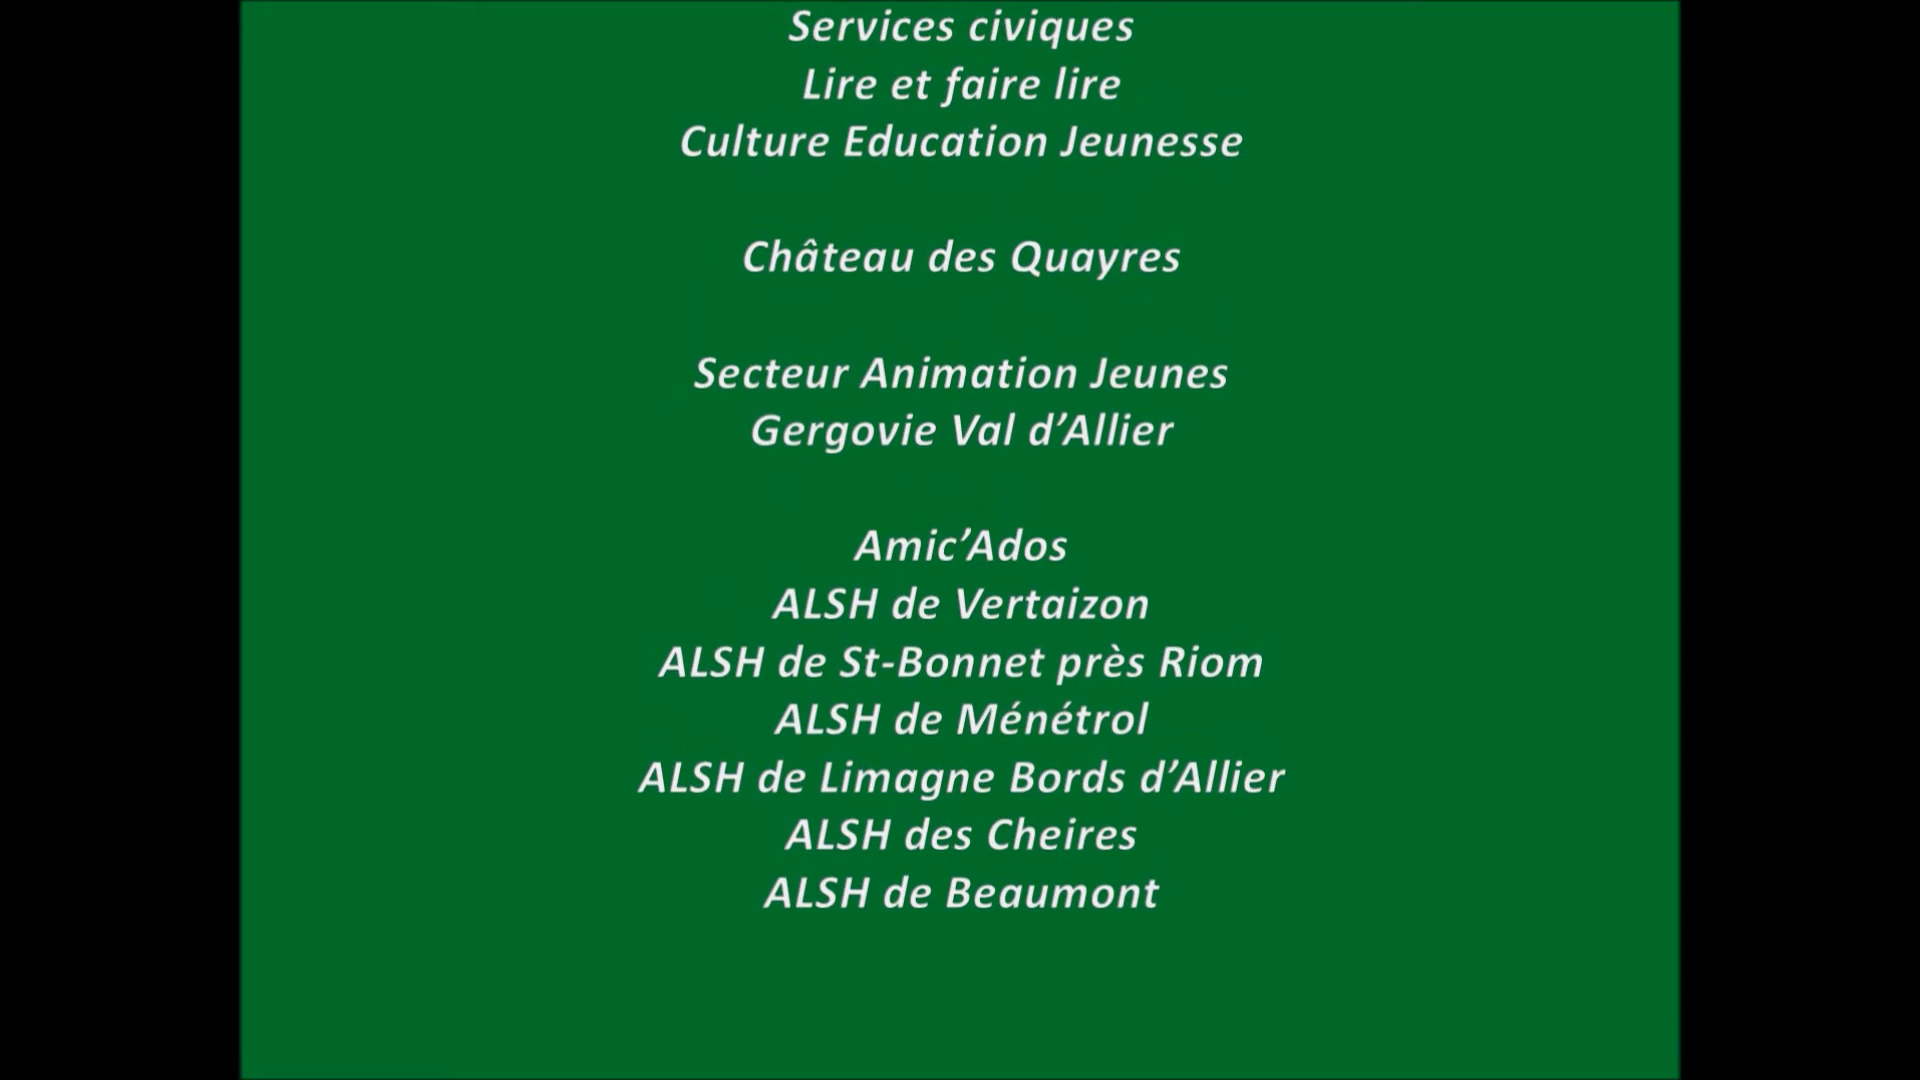 Services civiques
Lire et faire lire
Culture Education Jeunesse
Château des Quayres
Secteur Animation Jeunes
Gergovie Val d’Allier
Amic’Ados
ALSH de Vertaizon
ALSH de St-Bonnet près Riom
ALSH de Ménétrol
ALSH de Limagne Bords d’Allier
ALSH des Cheires
ALSH de Beaumont